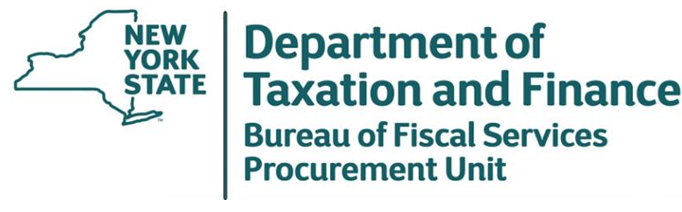 NEW
YORK
STATE
Department of
Taxation and Finance
Bureau of Fiscal Services
Procurement Unit